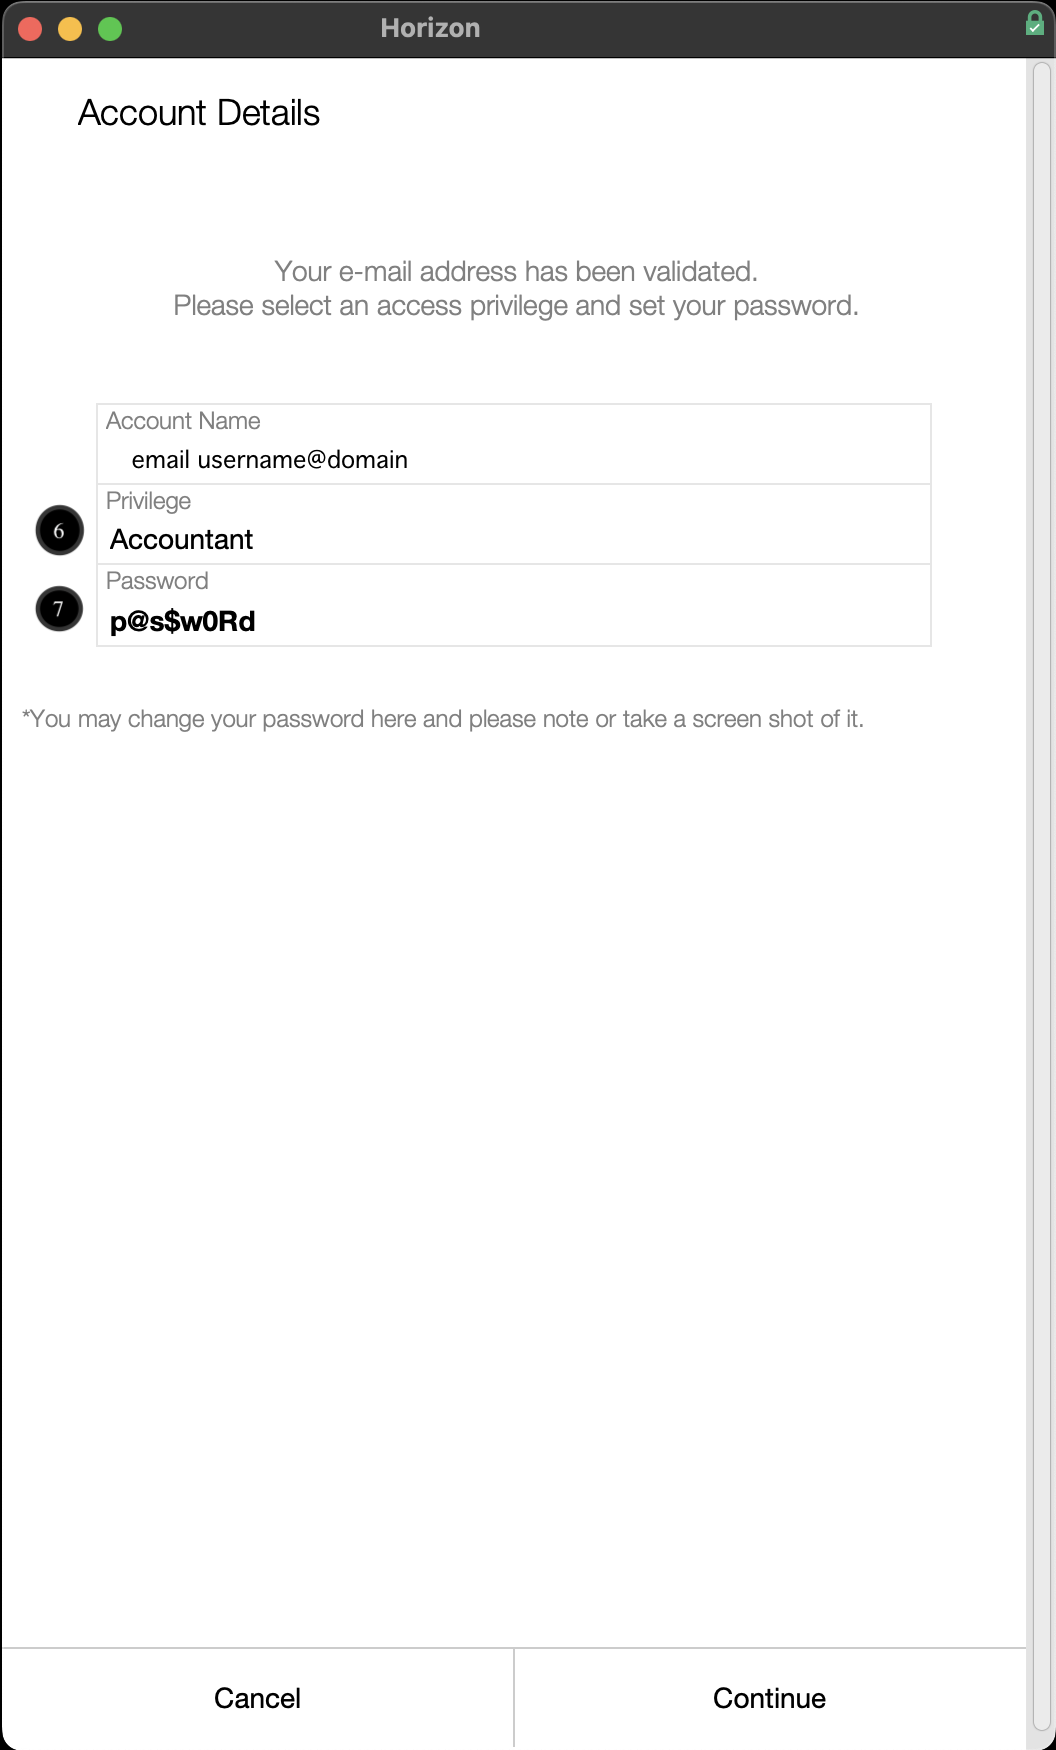 Horizon
Account Details
Your e-mail address has been validated.
Please select an access privilege and set your password.
Account Name
email username@domain
Privilege
6
Accountant
Password
7
p@s$w0Rd
*You may change your password here and please note or take a screen shot of it.
Cancel
Continue